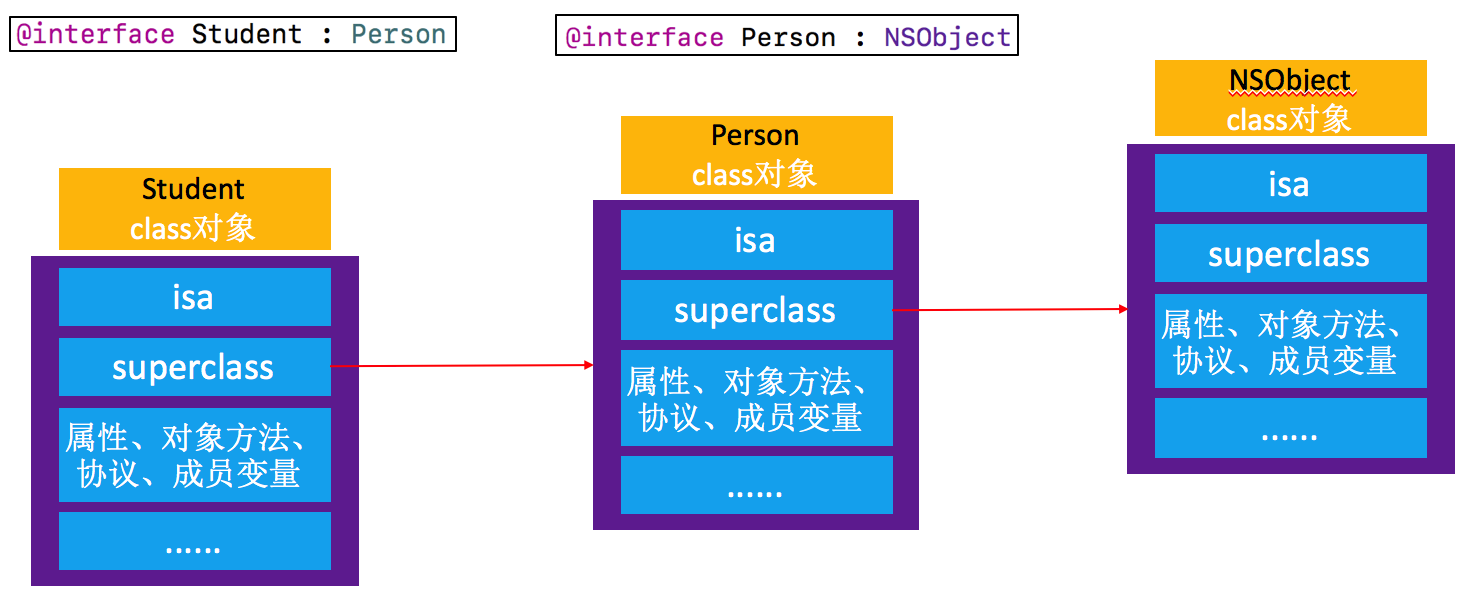 @interface Student : Person
@interface Person : NSObject
Student
class对象
isa
superclass
属性、对象方法、
协议、成员变量
……
Person
class对象
isa
superclass
属性、对象方法、
协议、成员变量
……
NSObject
class对象
isa
superclass
属性、对象方法、
协议、成员变量
……